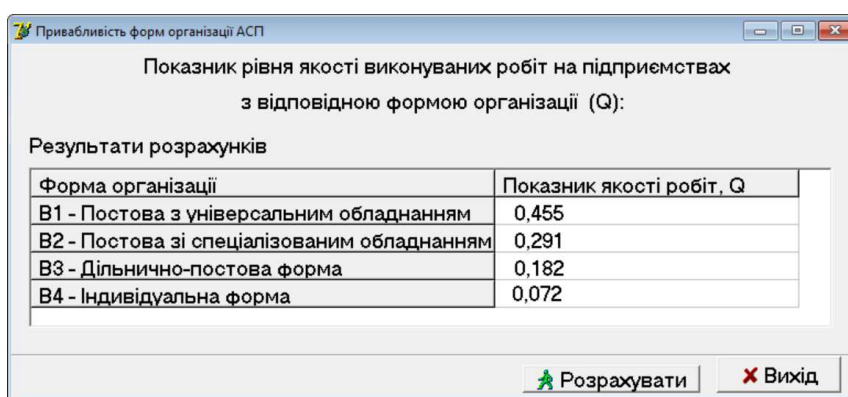 Привабливість форм організації АСП
Показник рівня якості виконуваних робіт на підприємствах
з відповідною формою організації (Q):
Результати розрахунків
Форма організації Показник якості робіт, Q
В1 - Постова з універсальним обладнанням 0,455
В2 - Постова зі спеціалізованим обладнанням 0,291
В3 - Дільнично-постова форма 0,182
В4 - Індивідуальна форма 0,072
Розрахувати Вихід